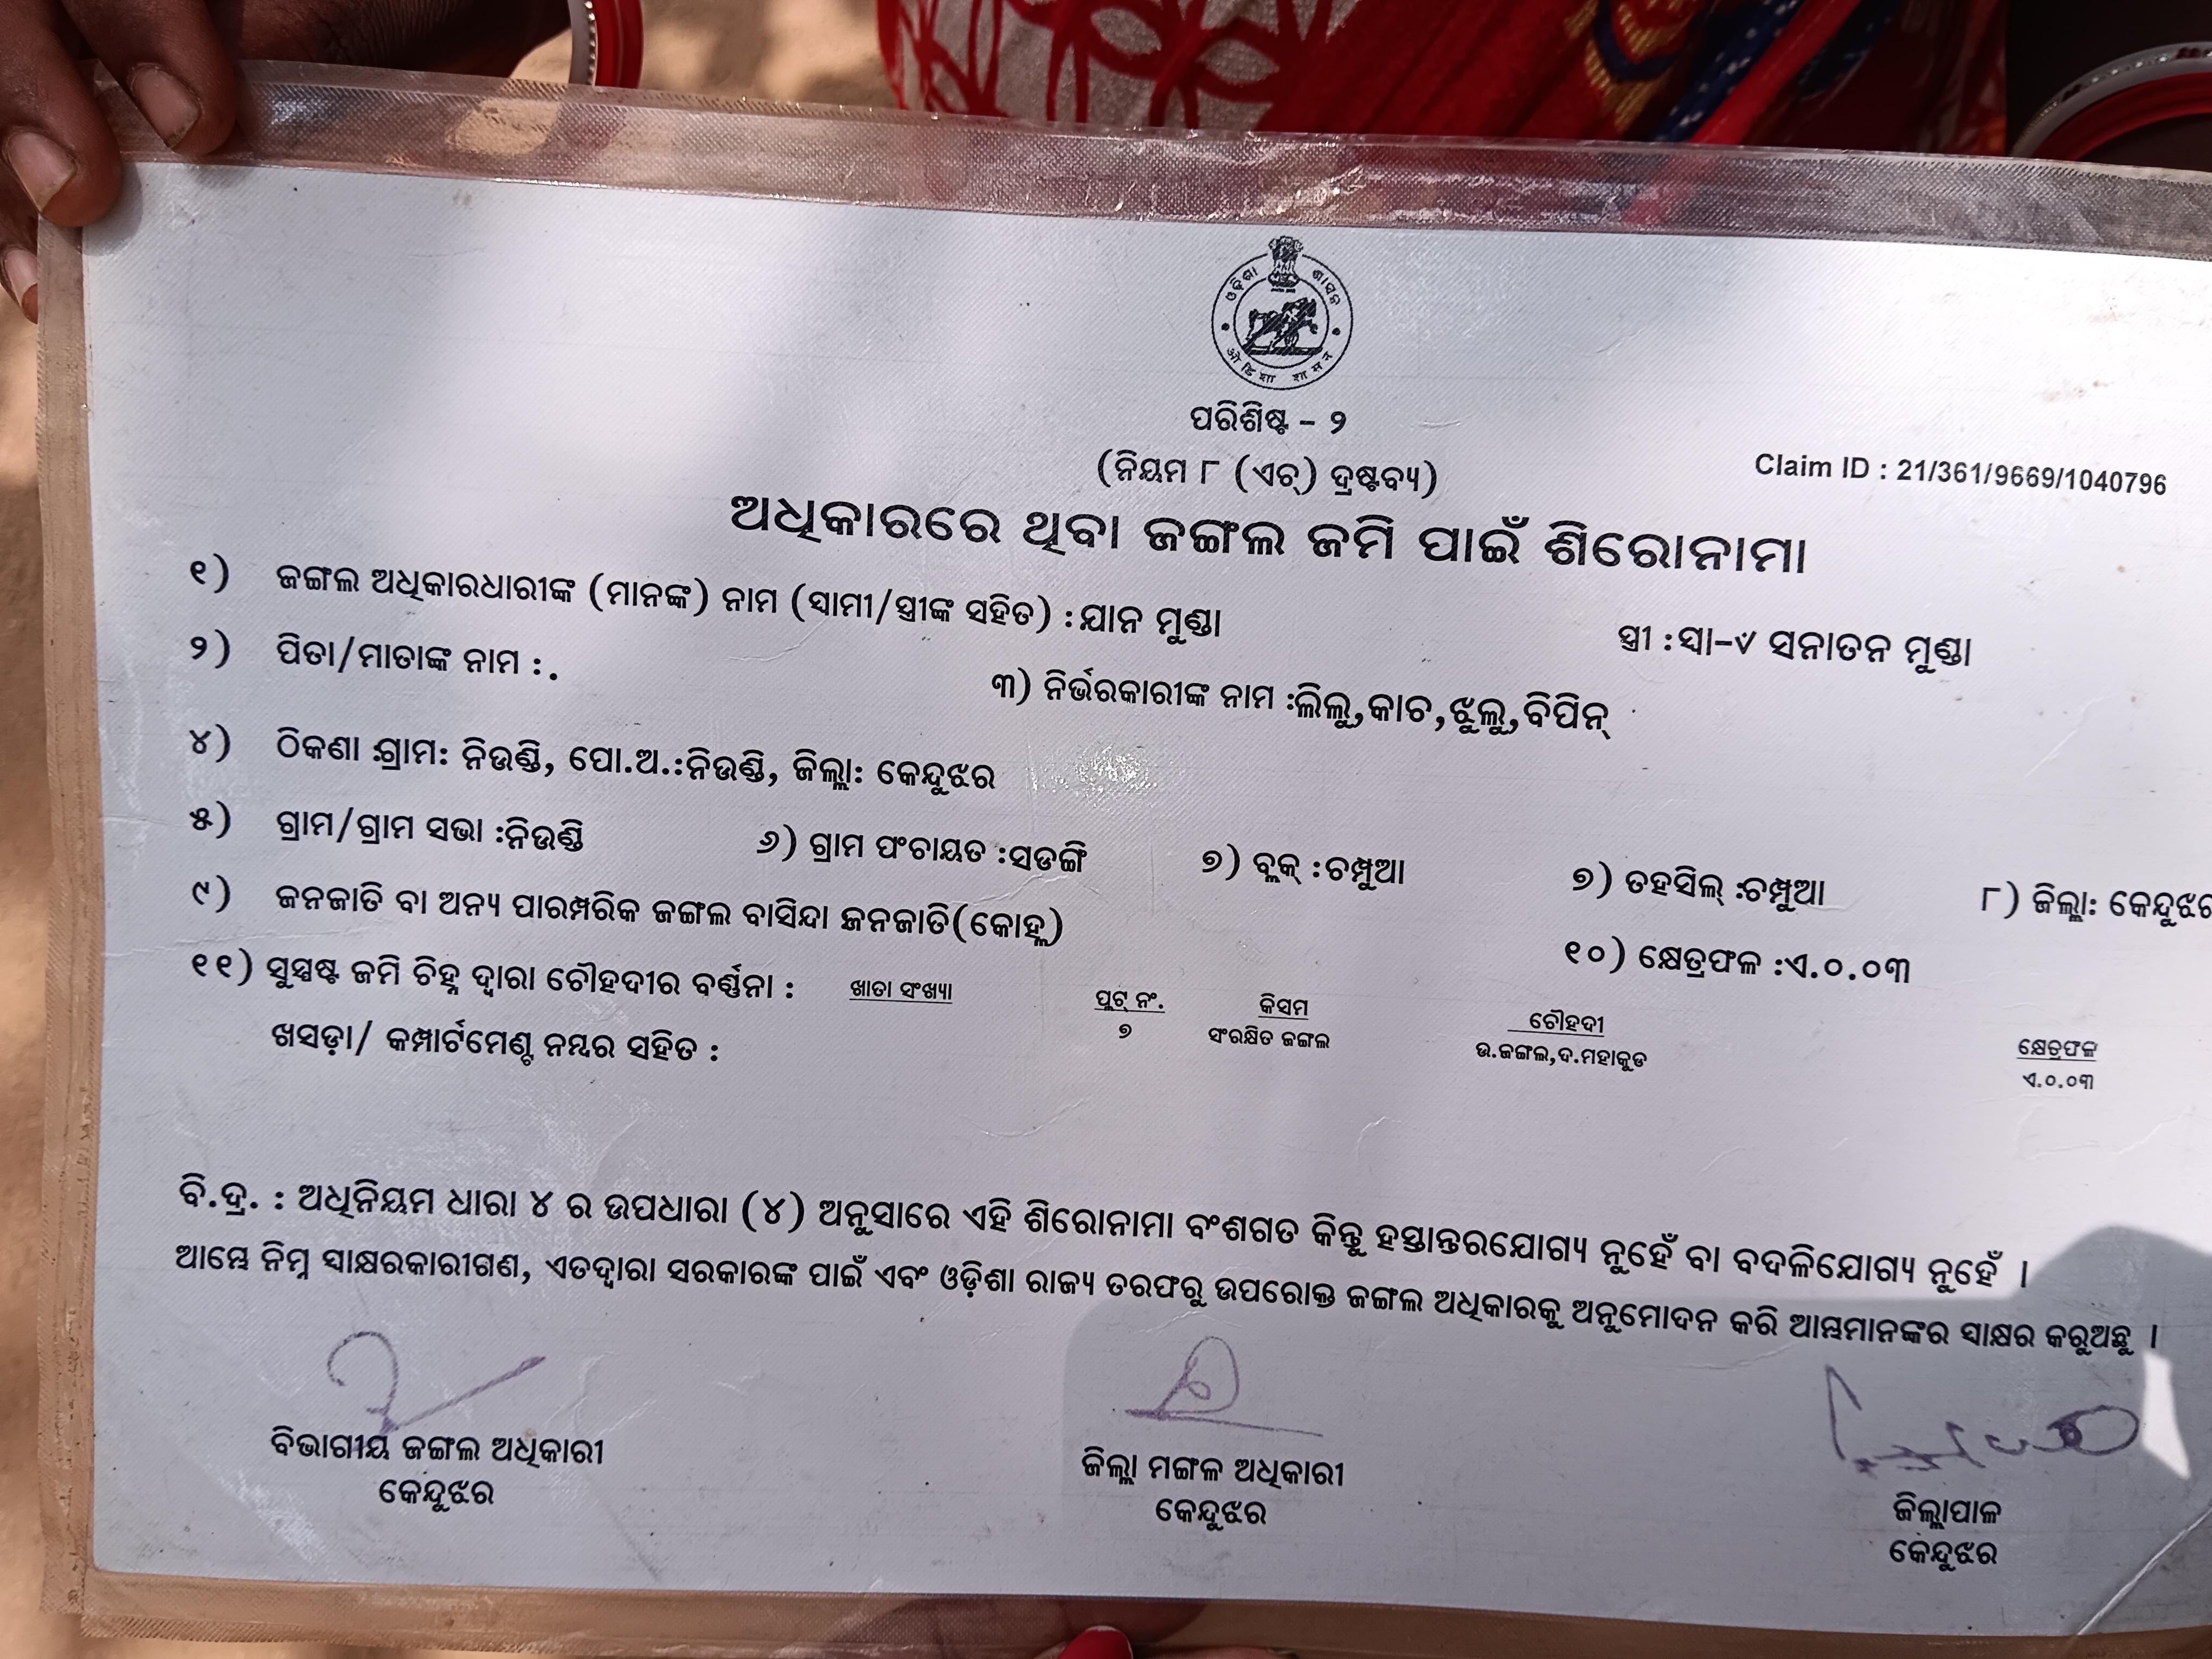 ଓଡ଼ିଶା ଶାସନ
ओडिशा शासन
ପରିଶିଷ୍ଟ - ୨
(ନିୟମ ୮ (ଏଚ୍) ଦ୍ରଷ୍ଟବ୍ୟ)
Claim ID : 21/361/9669/1040796
ଅଧିକାରରେ ଥିବା ଜଙ୍ଗଲ ଜମି ପାଇଁ ଶିରୋନାମା
୧) ଜଙ୍ଗଲ ଅଧିକାରଧାରୀଙ୍କ (ମାନଙ୍କ) ନାମ (ସ୍ୱାମୀ/ସ୍ତ୍ରୀଙ୍କ ସହିତ) : ଯାନ ମୁଣ୍ଡା ସ୍ତ୍ରୀ : ସ୍ୱା-୰ ସନାତନ ମୁଣ୍ଡା
୨) ପିତା/ମାତାଙ୍କ ନାମ : . ୩) ନିର୍ଭରକାରୀଙ୍କ ନାମ :ଲିଲୁ,କାଚ,ଝୁଲୁ,ବିପିନ୍
୪) ଠିକଣା :ଗ୍ରାମ: ନିଉଣ୍ଡି, ପୋ.ଅ.:ନିଉଣ୍ଡି, ଜିଲ୍ଲା: କେନ୍ଦୁଝର
୫) ଗ୍ରାମ/ଗ୍ରାମ ସଭା :ନିଉଣ୍ଡି ୬) ଗ୍ରାମ ପଂଚାୟତ :ସଡଙ୍ଗି ୭) ବ୍ଲକ୍ :ଚମ୍ପୁଆ ୭) ତହସିଲ୍ :ଚମ୍ପୁଆ ୮) ଜିଲ୍ଲା: କେନ୍ଦୁଝର
୯) ଜନଜାତି ବା ଅନ୍ୟ ପାରମ୍ପରିକ ଜଙ୍ଗଲ ବାସିନ୍ଦା ଜନଜାତି(କୋହ୍ଲ) ୧୦) କ୍ଷେତ୍ରଫଳ :ଏ.୦.୦୩
୧୧) ସୁସ୍ପଷ୍ଟ ଜମି ଚିହ୍ନ ଦ୍ୱାରା ଚୌହଦୀର ବର୍ଣ୍ଣନା : ଖାତା ସଂଖ୍ୟା ପ୍ଲଟ୍ ନଂ. କିସମ ଚୌହଦୀ କ୍ଷେତ୍ରଫଳ
ଖସଡ଼ା/ କମ୍ପାର୍ଟମେଣ୍ଟ ନମ୍ବର ସହିତ : ୭ ସଂରକ୍ଷିତ ଜଙ୍ଗଲ ଉ.ଜଙ୍ଗଲ,ଦ.ମହାକୁଡ ଏ.୦.୦୩
ବି.ଦ୍ର. : ଅଧିନିୟମ ଧାରା ୪ ର ଉପଧାରା (୪) ଅନୁସାରେ ଏହି ଶିରୋନାମା ବଂଶଗତ କିନ୍ତୁ ହସ୍ତାନ୍ତରଯୋଗ୍ୟ ନୁହେଁ ବା ବଦଳିଯୋଗ୍ୟ ନୁହେଁ ।
ଆମ୍ଭେ ନିମ୍ନ ସ୍ୱାକ୍ଷରକାରୀଗଣ, ଏତଦ୍ୱାରା ସରକାରଙ୍କ ପାଇଁ ଏବଂ ଓଡ଼ିଶା ରାଜ୍ୟ ତରଫରୁ ଉପରୋକ୍ତ ଜଙ୍ଗଲ ଅଧିକାରକୁ ଅନୁମୋଦନ କରି ଆମ୍ଭମାନଙ୍କର ସ୍ୱାକ୍ଷର କରୁଅଛୁ ।
ବିଭାଗୀୟ ଜଙ୍ଗଲ ଅଧିକାରୀ ଜିଲ୍ଲା ମଙ୍ଗଳ ଅଧିକାରୀ ଜିଲ୍ଲାପାଳ
କେନ୍ଦୁଝର କେନ୍ଦୁଝର କେନ୍ଦୁଝର